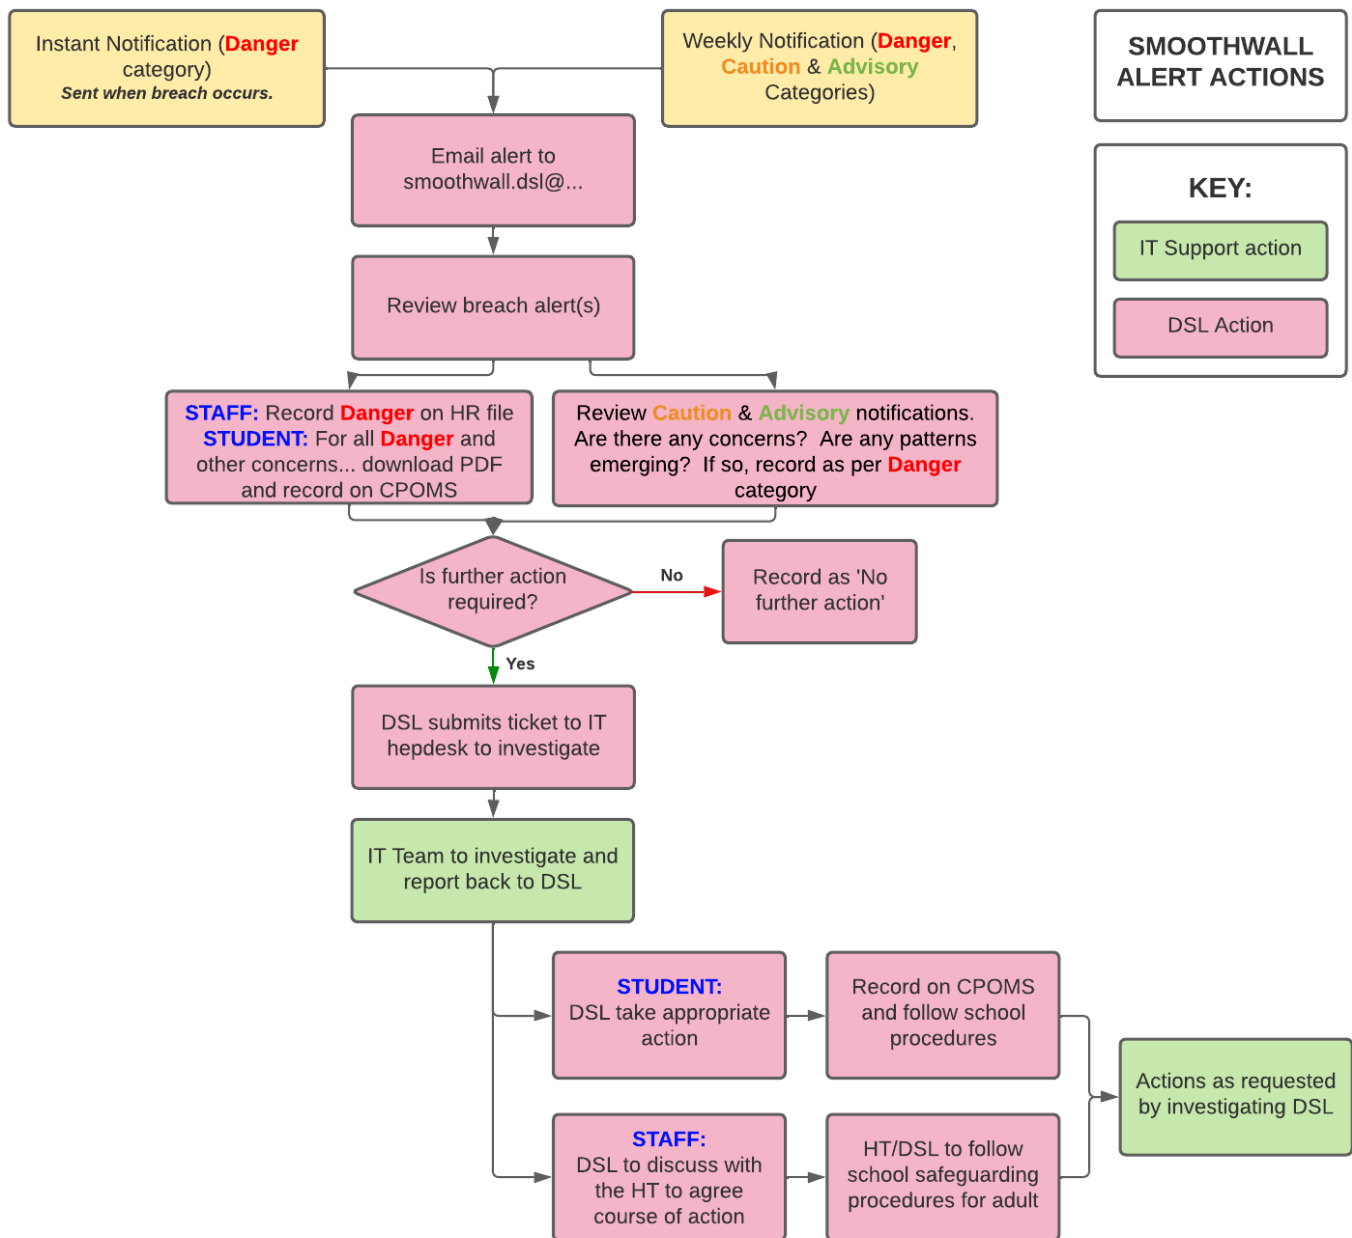 Instant Notification (Danger
category)
Sent when breach occurs.
Weekly Notification (Danger,
Caution & Advisory
Categories)
SMOOTHWALL
ALERT ACTIONS
KEY:
IT Support action
DSL Action
Email alert to
smoothwall.dsl@...
Review breach alert(s)
STAFF: Record Danger on HR file
STUDENT: For all Danger and
other concerns... download PDF
and record on CPOMS
Review Caution & Advisory notifications.
Are there any concerns? Are any patterns
emerging? If so, record as per Danger
category
Is further action
required?
No
Record as 'No
further action'
Yes
DSL submits ticket to IT
hepdesk to investigate
IT Team to investigate and
report back to DSL
STUDENT:
DSL take appropriate
action
Record on CPOMS
and follow school
procedures
Actions as requested
by investigating DSL
STAFF:
DSL to discuss with
the HT to agree
course of action
HT/DSL to follow
school safeguarding
procedures for adult